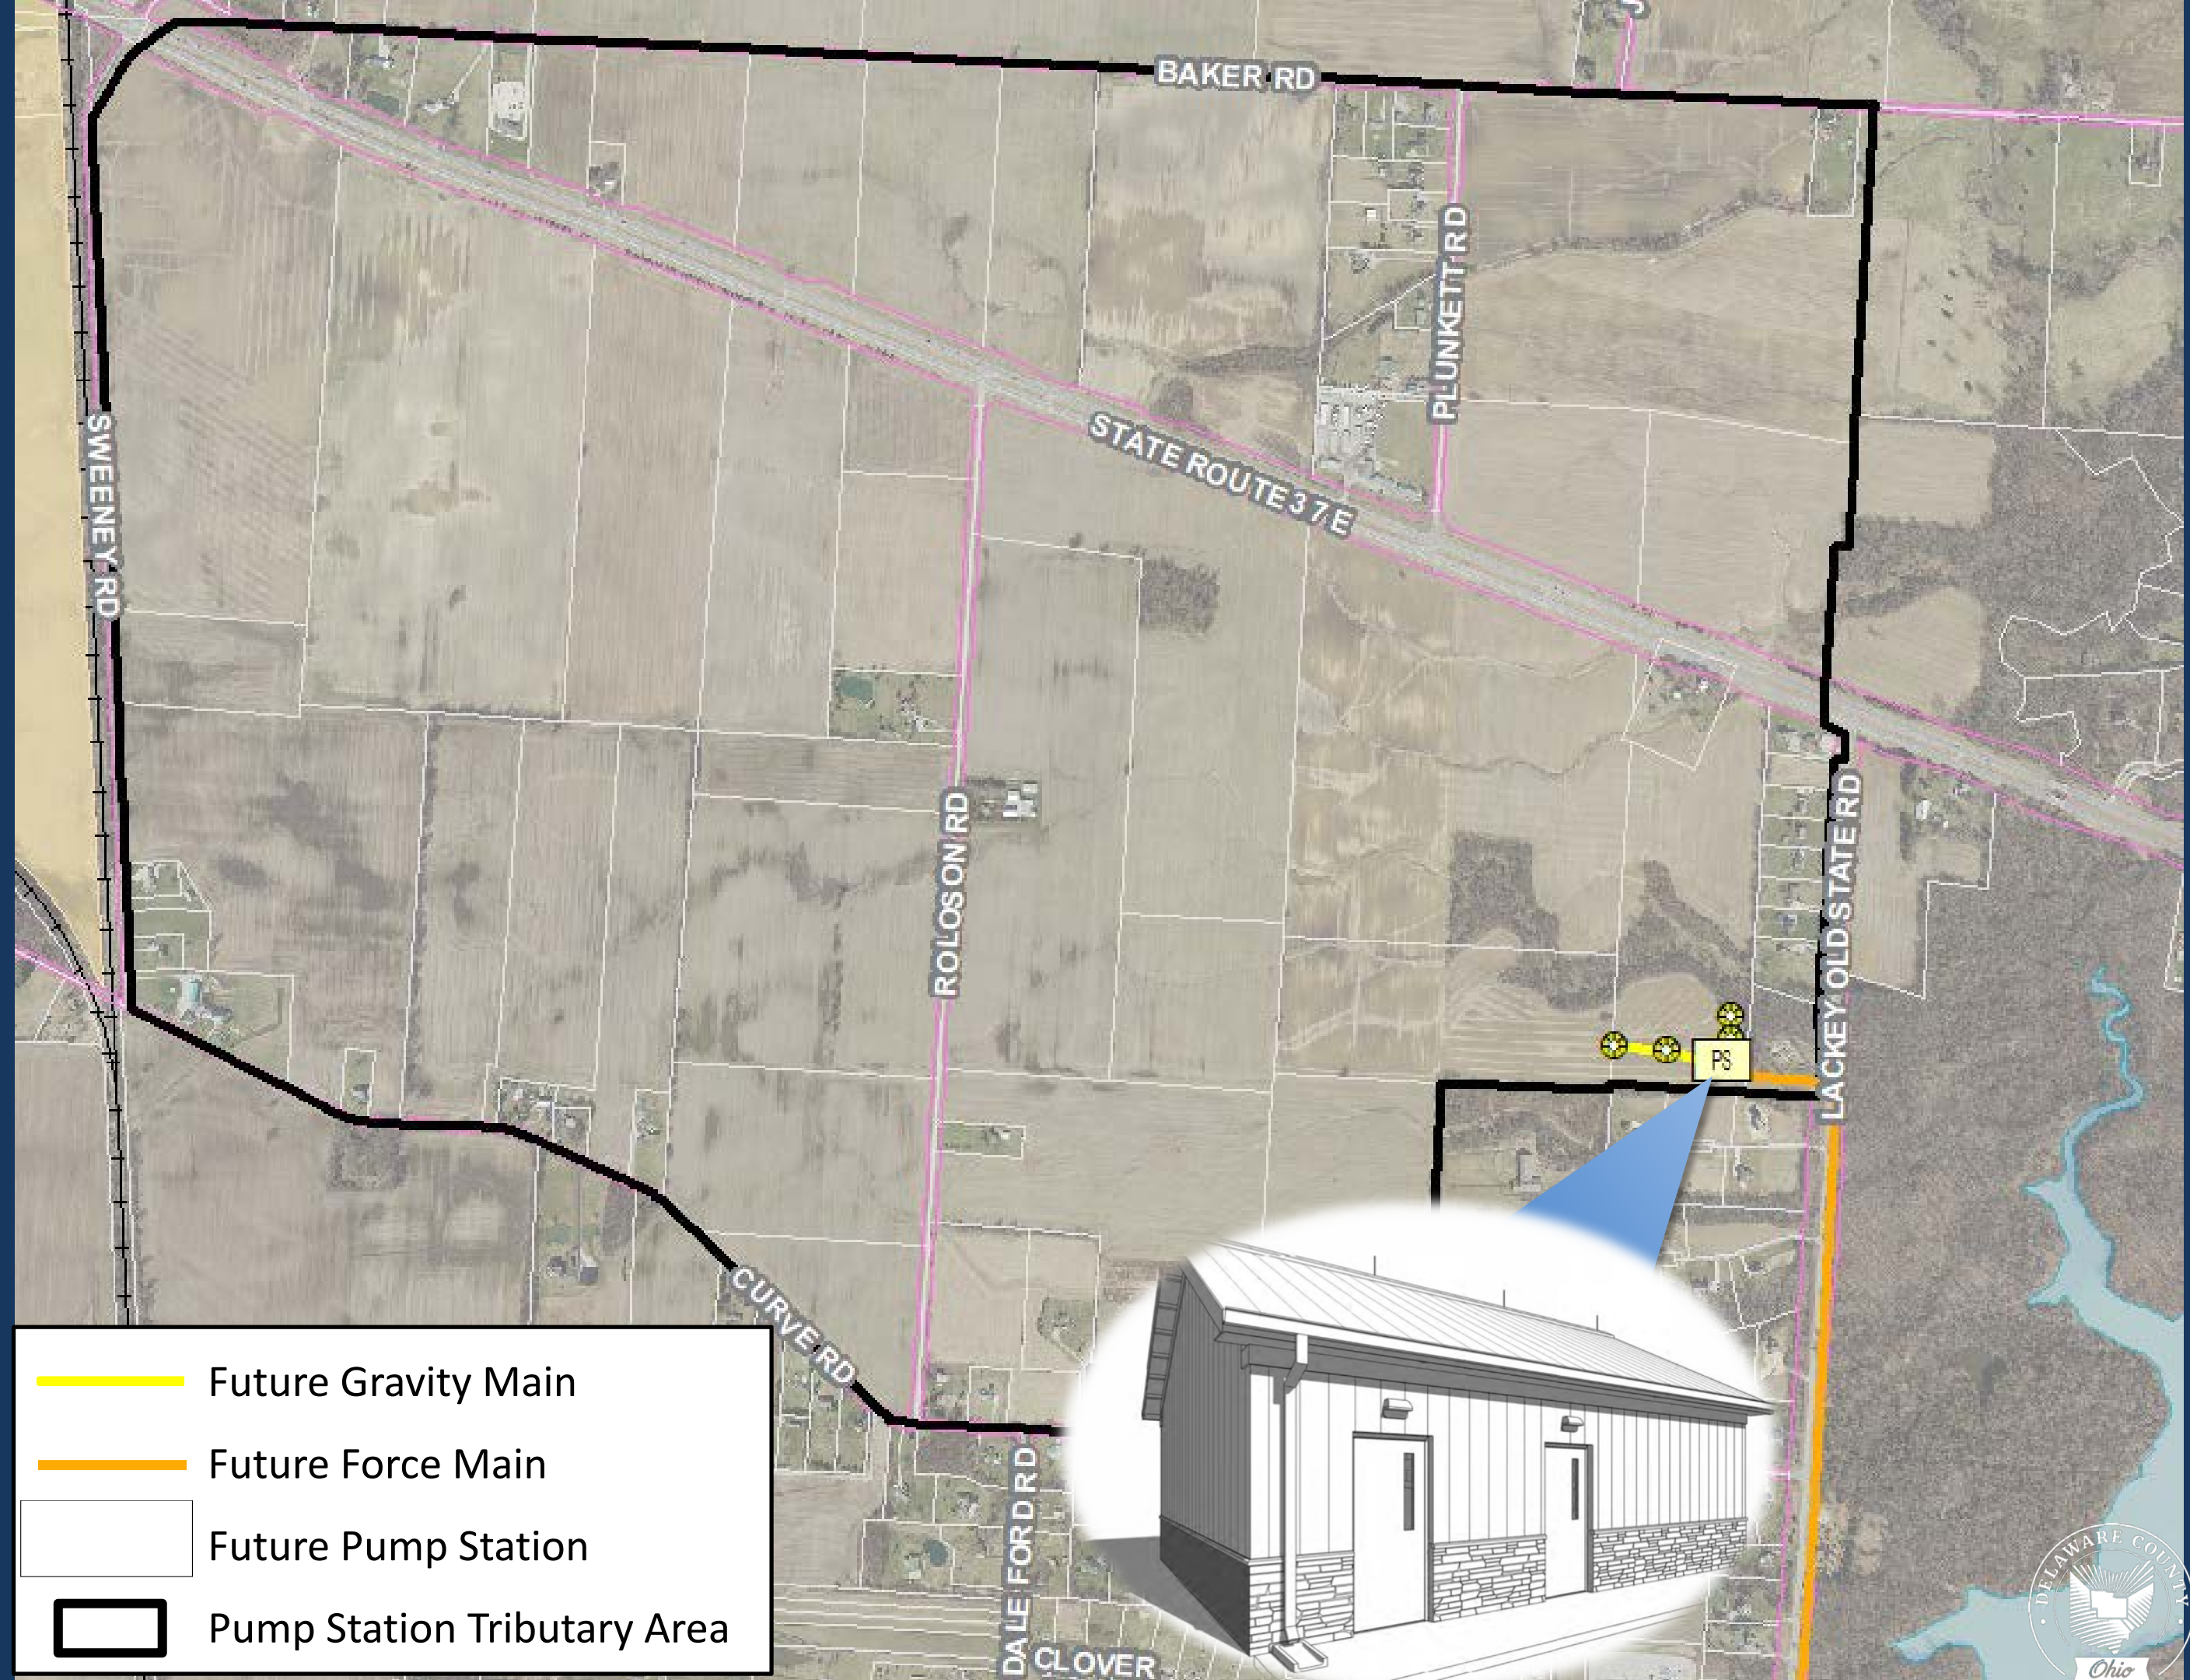 BAKER RD
PLUNKETT RD
STATE ROUTE 37 E
SWEENEY RD
ROLOSON RD
LACKEY OLD STATE RD
PS
CURVE RD
DALE FORD RD
CLOVER
Future Gravity Main
Future Force Main
Future Pump Station
Pump Station Tributary Area
DELAWARE COUNTY
Ohio